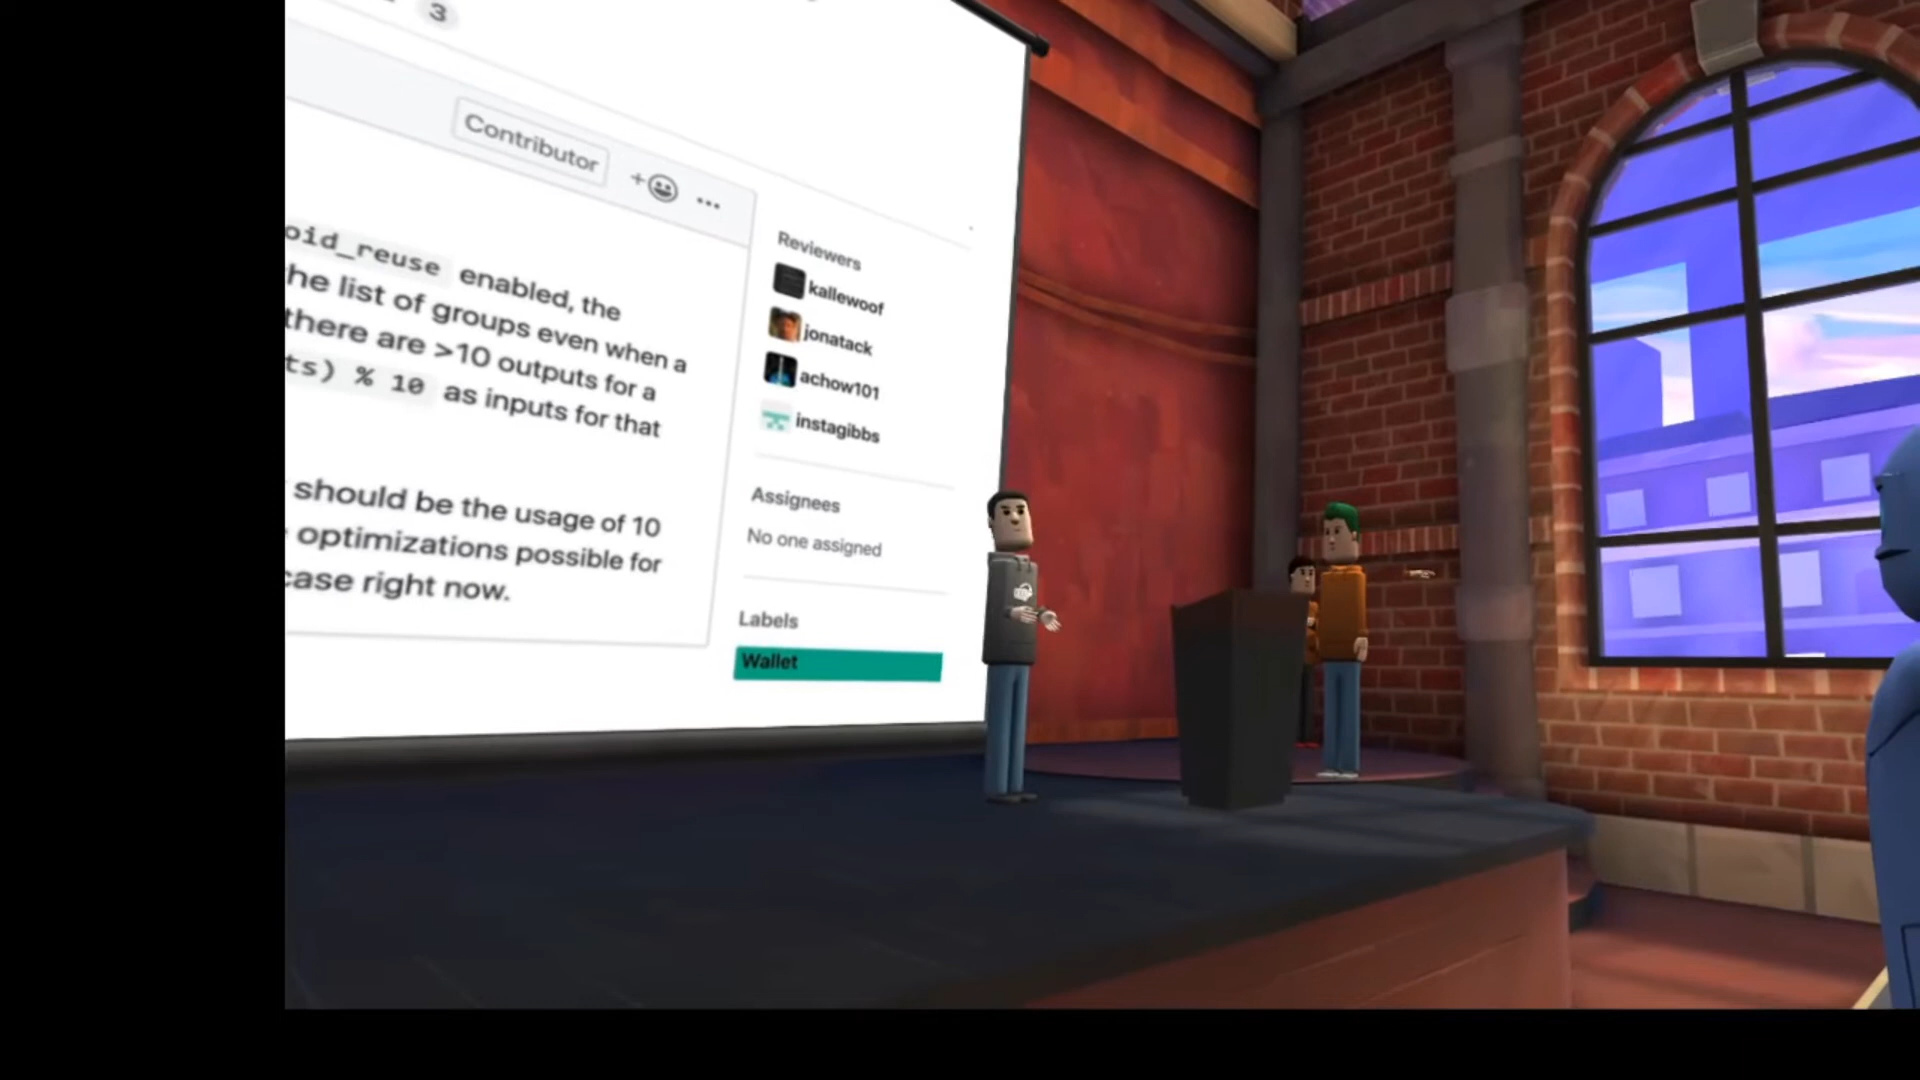 3
Contributor
oid_reuse enabled, the
he list of groups even when a
there are >10 outputs for a
ts) % 10 as inputs for that
should be the usage of 10
optimizations possible for
case right now.
Reviewers
kallewoof
jonatack
achow101
instagibbs
Assignees
No one assigned
Labels
Wallet